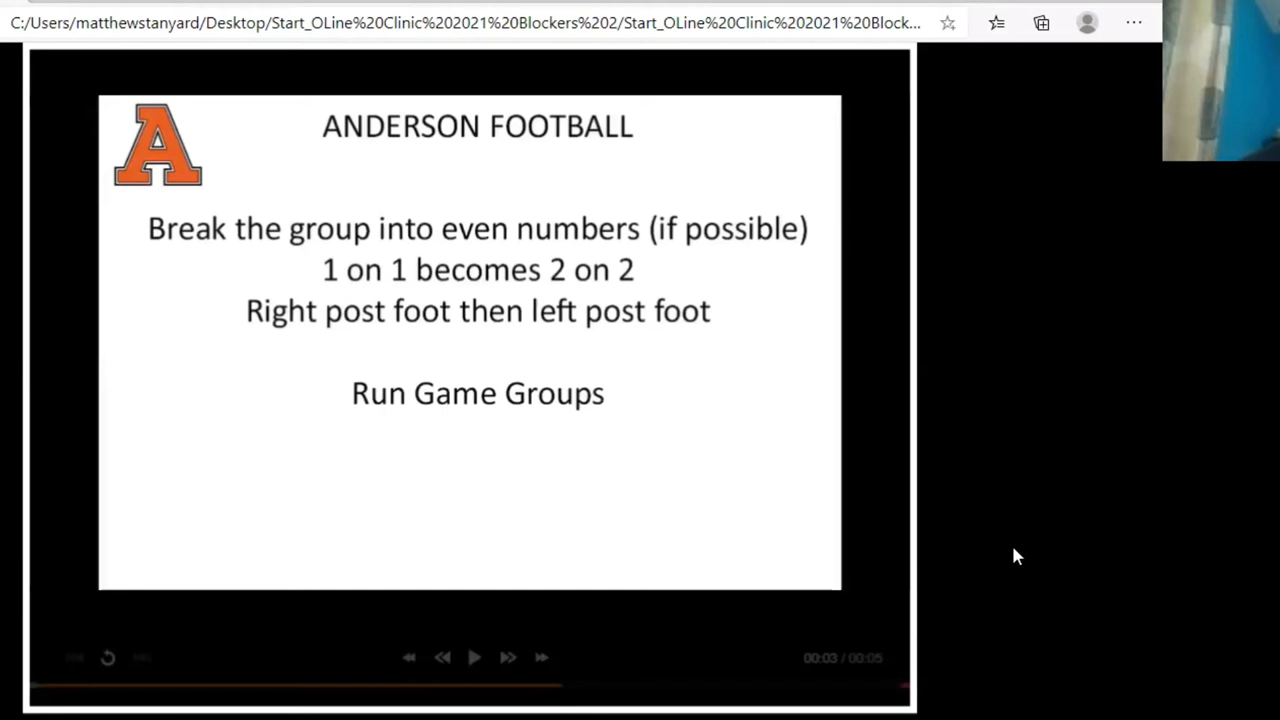 C:/Users/matthewstanyard/Desktop/Start_OLine%20Clinic%202021%20Blockers%202/Start_OLine%20Clinic%202021%20Block...
A
ANDERSON FOOTBALL
Break the group into even numbers (if possible)
1 on 1 becomes 2 on 2
Right post foot then left post foot
Run Game Groups
00:03 / 00:05